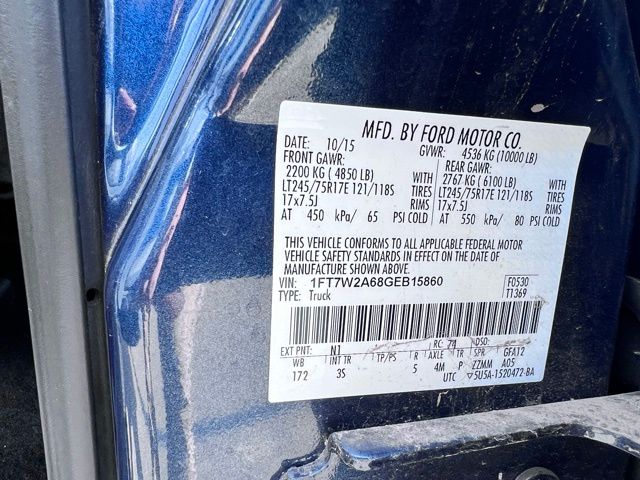 MFD. BY FORD MOTOR CO.
DATE: 10/15 GVWR: 4536 KG (10000 LB)
FRONT GAWR: REAR GAWR:
2200 KG ( 4850 LB) WITH 2767 KG ( 6100 LB) WITH
LT245/75R17E 121/118S TIRES LT245/75R17E 121/118S TIRES
17x7.5J RIMS 17x7.5J RIMS
AT 450 kPa/ 65 PSI COLD AT 550 kPa/ 80 PSI COLD
THIS VEHICLE CONFORMS TO ALL APPLICABLE FEDERAL MOTOR
VEHICLE SAFETY STANDARDS IN EFFECT ON THE DATE OF
MANUFACTURE SHOWN ABOVE.
VIN: 1FT7W2A68GEB15860 F0530
TYPE: Truck T1369
EXT PNT: N1 RC: 74 DSO:
WB INT TR TP/PS R AXLE TR SPR GFA12
172 3S 5 4M P ZZMM A05
UTC ▽5U5A-1520472-BA